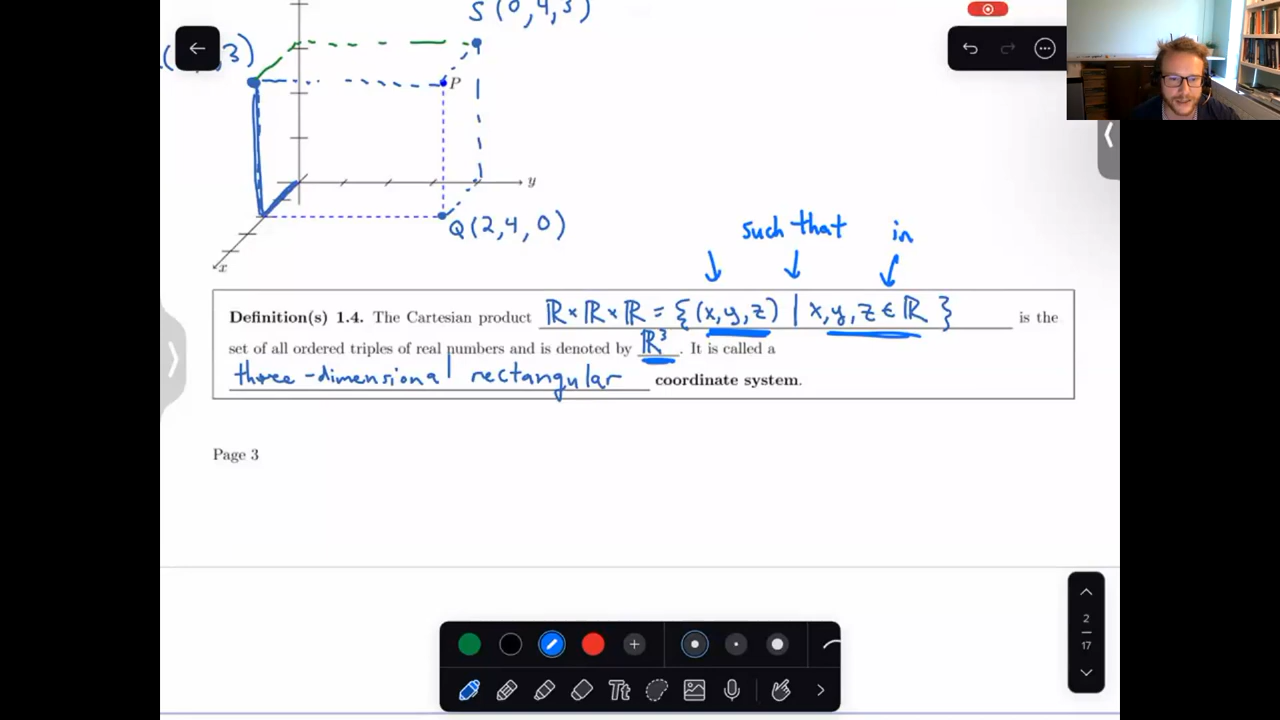 S (0,4,3)
,3)
P
y
Q(2,4,0)
x
such that in
Definition(s) 1.4. The Cartesian product ℝ×ℝ×ℝ = {(x,y,z) | x,y,z ∈ ℝ } is the
set of all ordered triples of real numbers and is denoted by ℝ³. It is called a
three-dimensional rectangular coordinate system.
Page 3
2
17
Tt